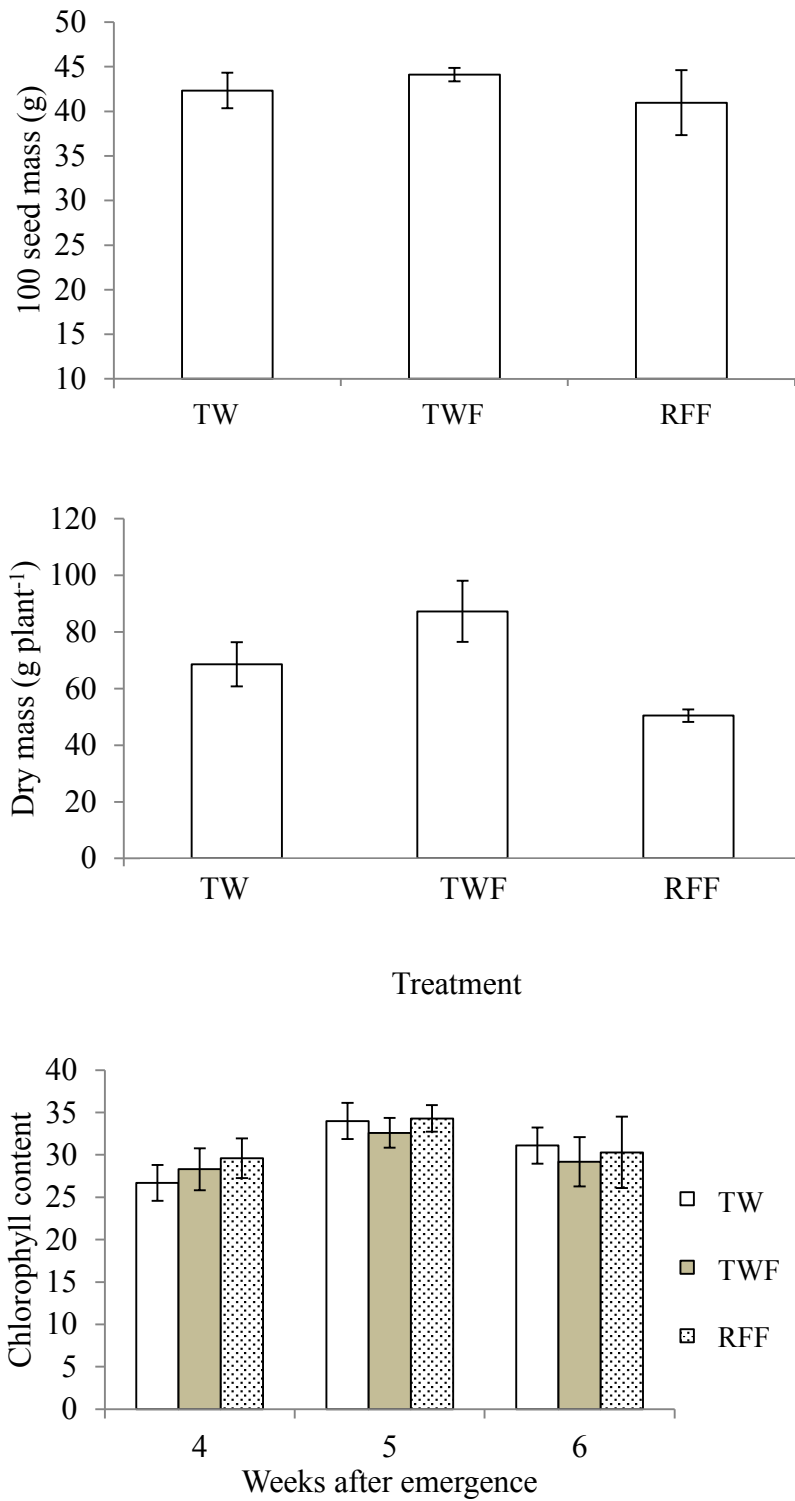 100 seed mass (g)
50
45
40
35
30
25
20
15
10
TW TWF RFF
Dry mass (g plant-1)
120
100
80
60
40
20
0
TW TWF RFF
Treatment
Chlorophyll content
40
35
30
25
20
15
10
5
0
4 5 6
Weeks after emergence
TW
TWF
RFF